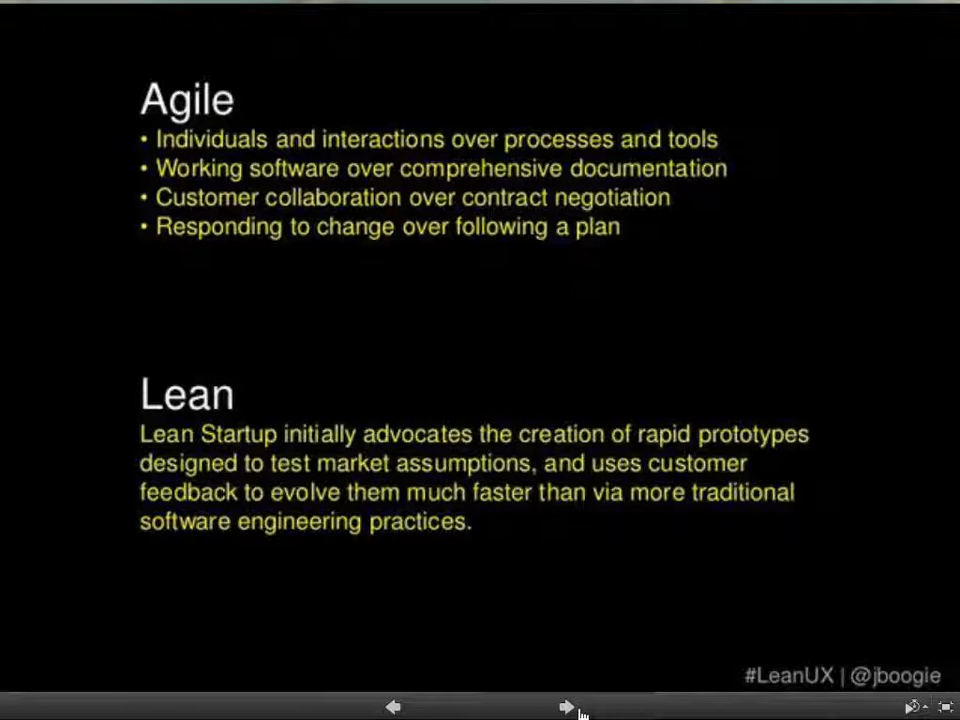 Agile
• Individuals and interactions over processes and tools
• Working software over comprehensive documentation
• Customer collaboration over contract negotiation
• Responding to change over following a plan
Lean
Lean Startup initially advocates the creation of rapid prototypes
designed to test market assumptions, and uses customer
feedback to evolve them much faster than via more traditional
software engineering practices.
#LeanUX | @jboogie